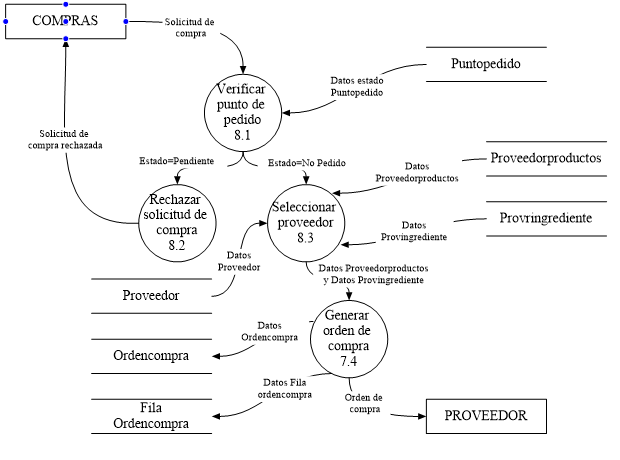 COMPRAS
Solicitud de
compra
Puntopedido
Datos estado
Puntopedido
Verificar
punto de
pedido
8.1
Solicitud de
compra rechazada
Estado=Pendiente
Estado=No Pedido
Datos
Proveedorproductos
Proveedorproductos
Rechazar
solicitud de
compra
8.2
Seleccionar
proveedor
8.3
Datos
Provingrediente
Provringrediente
Datos
Proveedor
Proveedor
Datos Proveedorproductos
y Datos Provingrediente
Generar
orden de
compra
7.4
Datos
Ordencompra
Ordencompra
Datos Fila
ordencompra
Fila
Ordencompra
Orden de
compra
PROVEEDOR